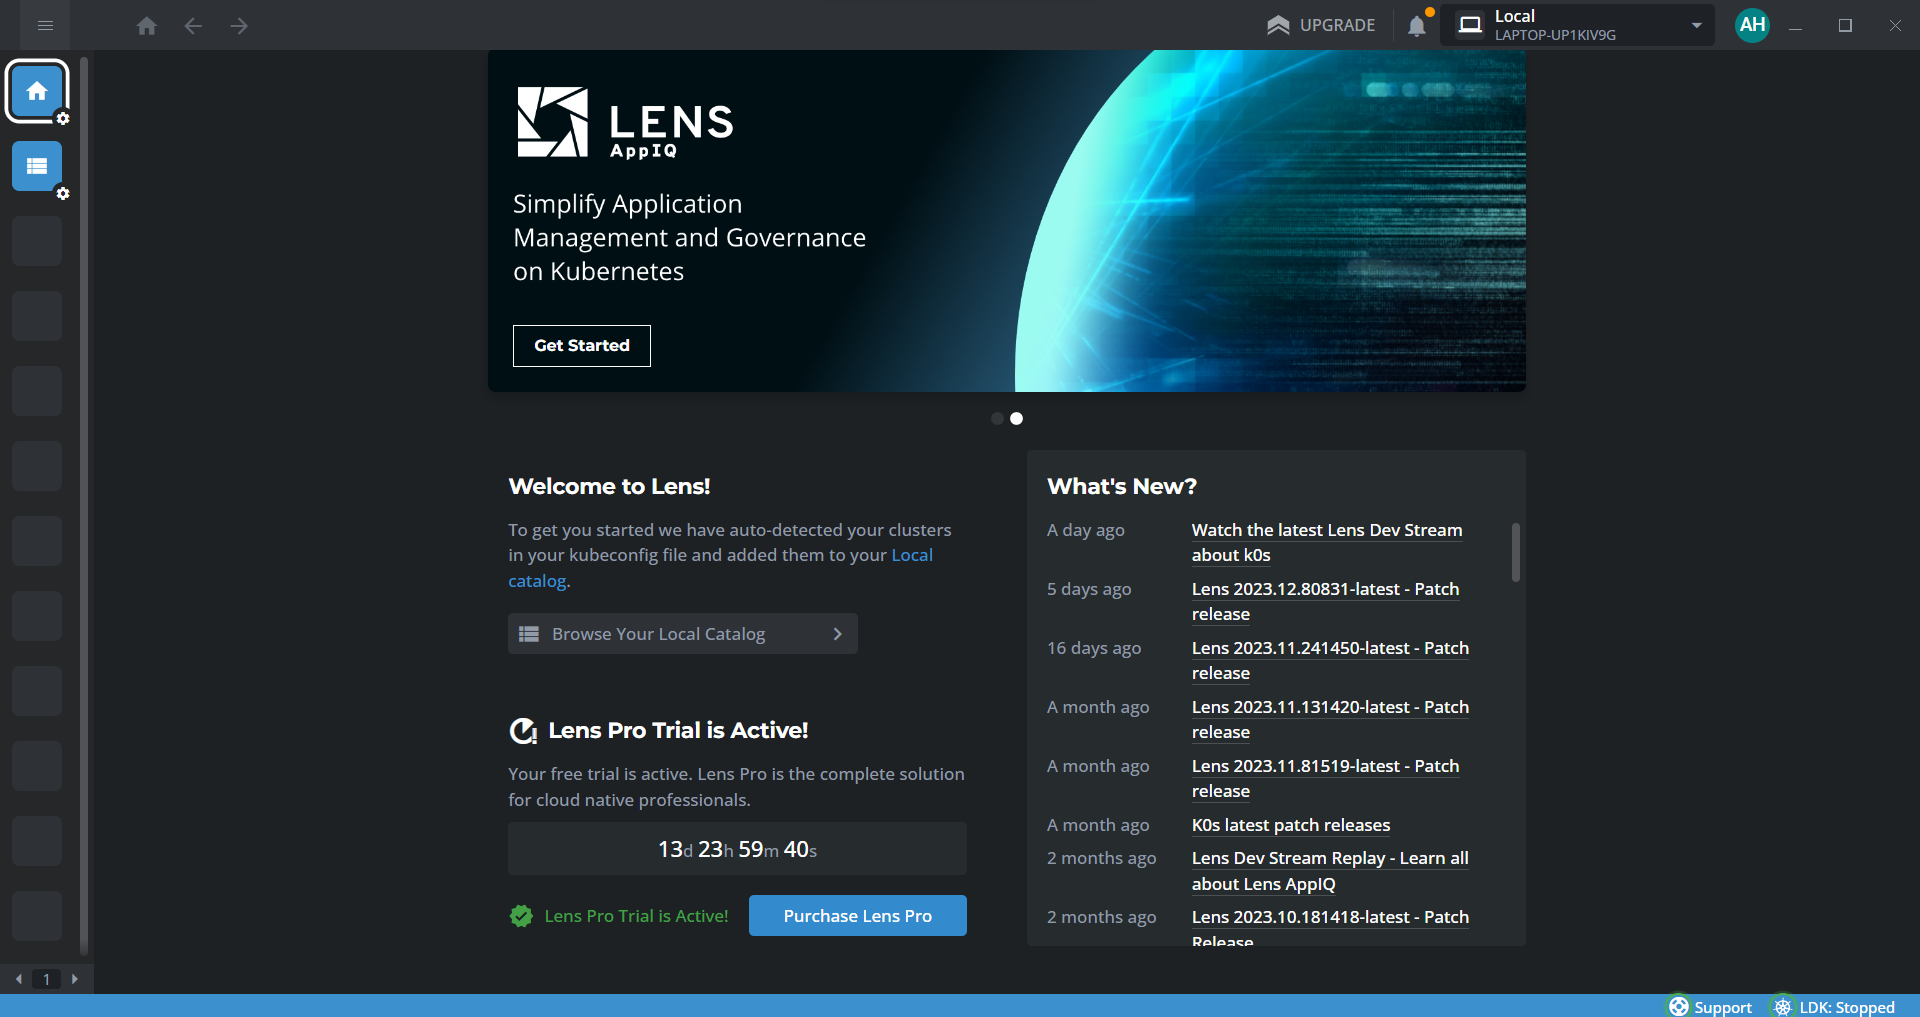 UPGRADE
Local
LAPTOP-UP1KIV9G
AH
LENS
AppIQ
Simplify Application
Management and Governance
on Kubernetes
Get Started
Welcome to Lens!
To get you started we have auto-detected your clusters
in your kubeconfig file and added them to your Local
catalog.
Browse Your Local Catalog
Lens Pro Trial is Active!
Your free trial is active. Lens Pro is the complete solution
for cloud native professionals.
13d 23h 59m 40s
Lens Pro Trial is Active!
Purchase Lens Pro
What's New?
A day ago Watch the latest Lens Dev Stream
about k0s
5 days ago Lens 2023.12.80831-latest - Patch
release
16 days ago Lens 2023.11.241450-latest - Patch
release
A month ago Lens 2023.11.131420-latest - Patch
release
A month ago Lens 2023.11.81519-latest - Patch
release
A month ago K0s latest patch releases
2 months ago Lens Dev Stream Replay - Learn all
about Lens AppIQ
2 months ago Lens 2023.10.181418-latest - Patch
Release
1
Support
LDK: Stopped